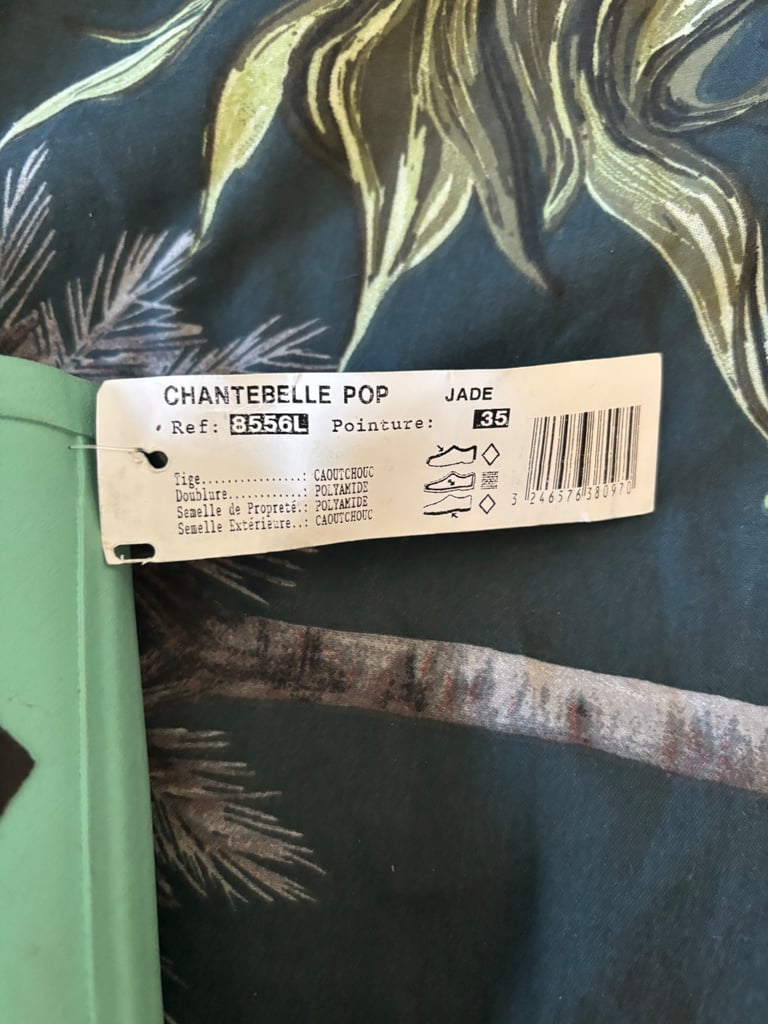 CHANTEBELLE POP JADE
Ref: 8556L Pointure: 35
Tige................: CAOUTCHOUC
Doublure............: POLYAMIDE
Semelle de Propreté.: POLYAMIDE
Semelle Extérieure..: CAOUTCHOUC
3 246576 380970